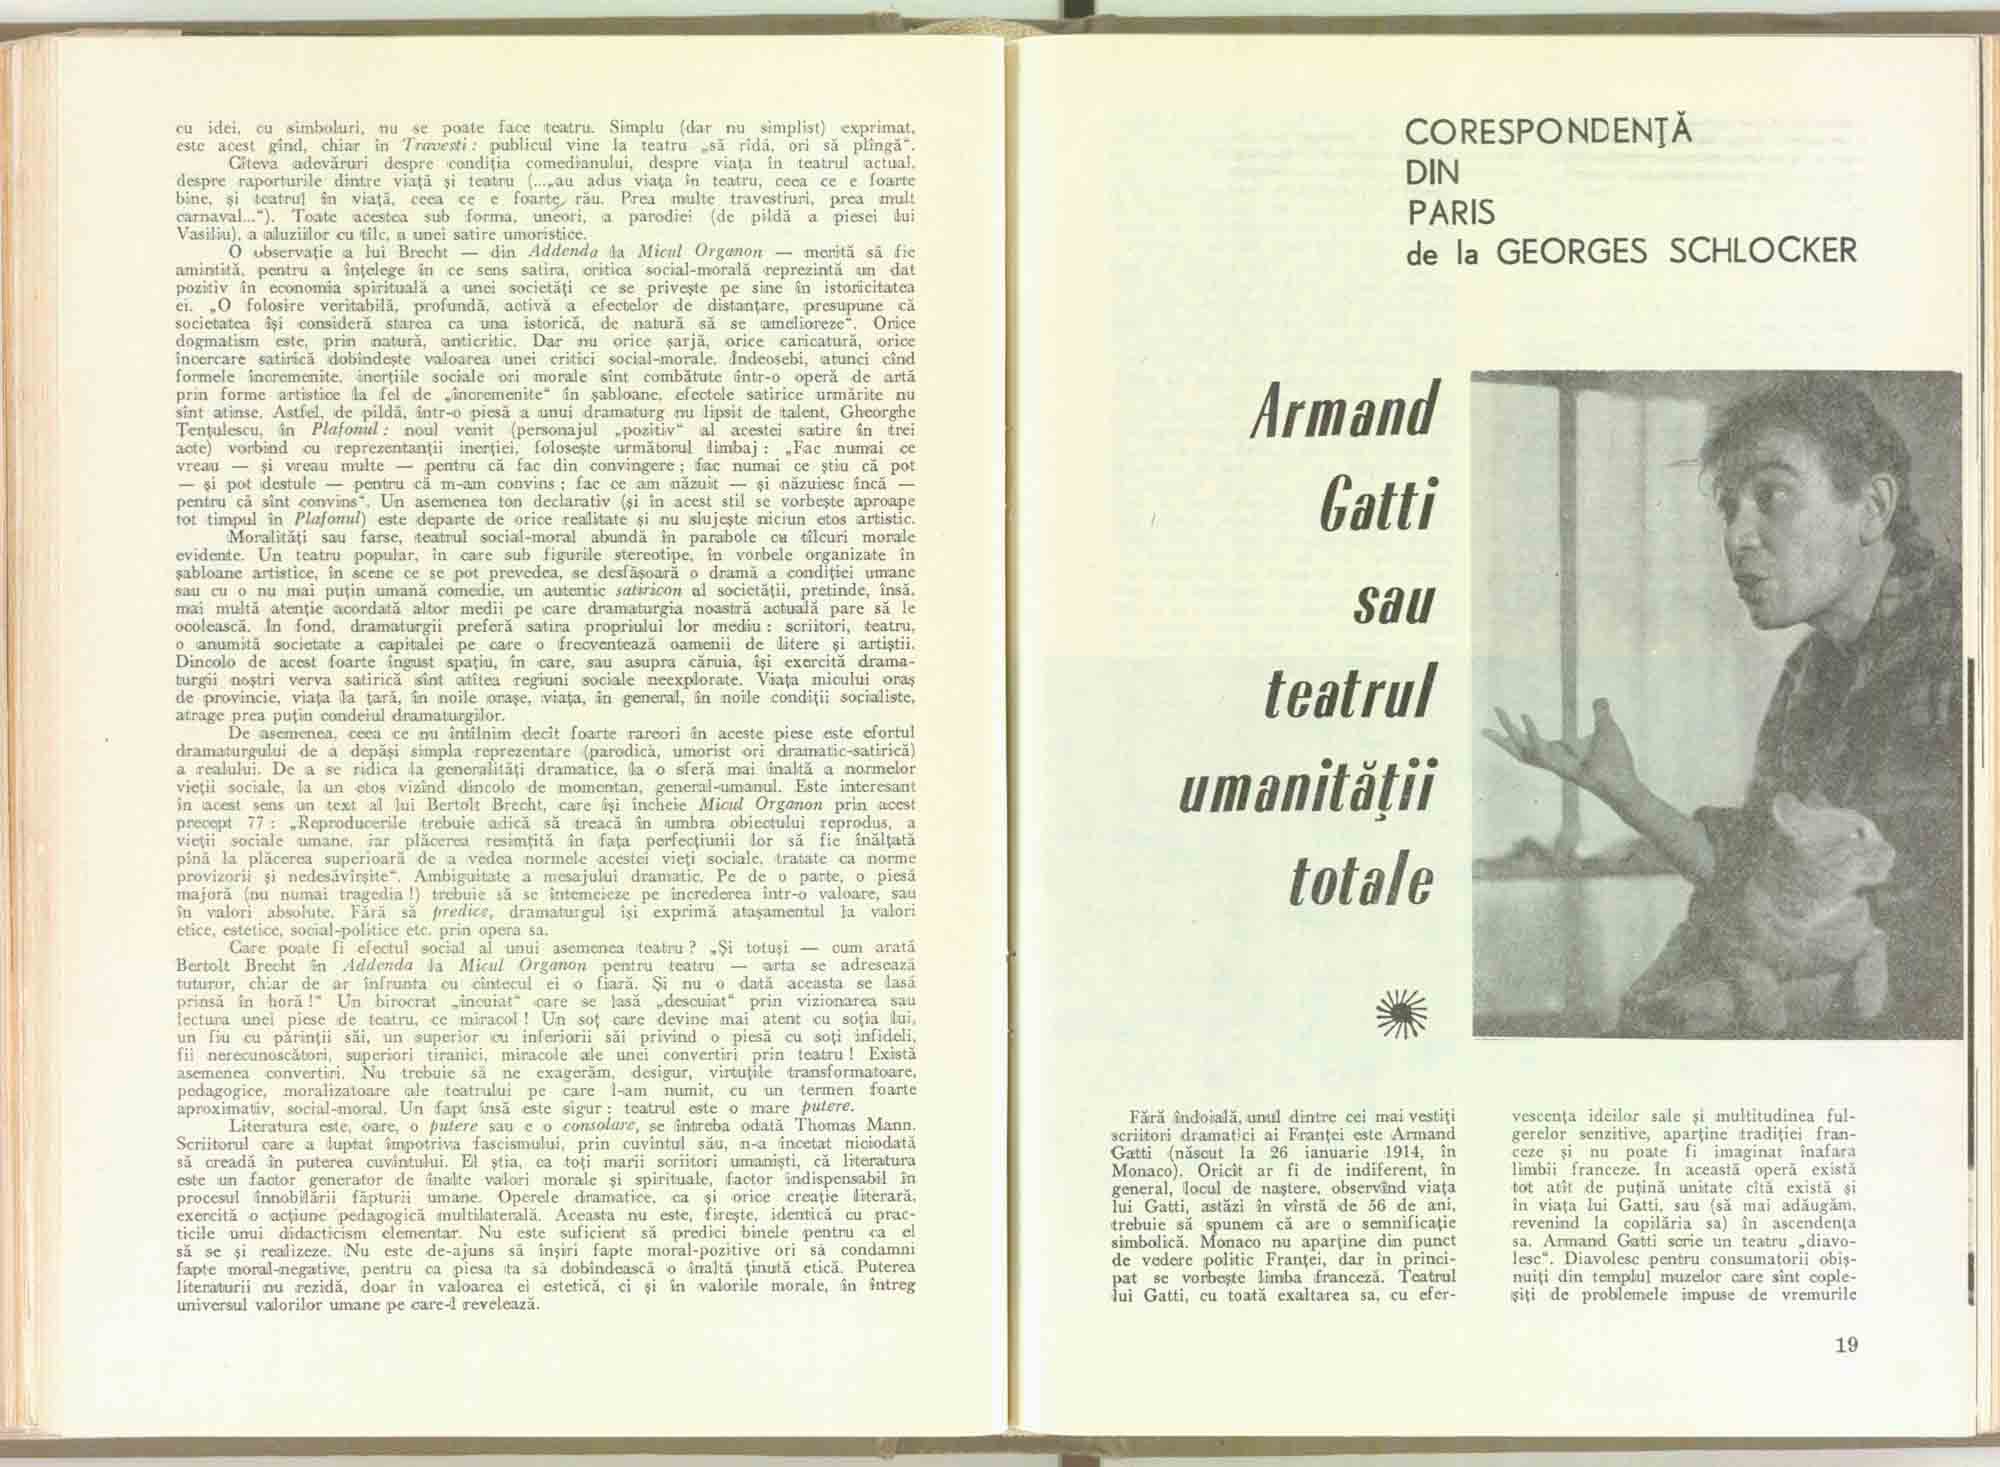 cu idei, cu simboluri, nu se poate face teatru. Simplu (dar nu simplist) exprimat,
este acest gînd, chiar în Travesti : publicul vine la teatru „să rîdă, ori să plîngă“.
Cîteva adevăruri despre condiția comedianului, despre viața în teatrul actual,
despre raporturile dintre viață și teatru (...„au adus viața în teatru, ceea ce e foarte
bine, și teatrul în viață, ceea ce e foarte rău. Prea multe travestiuri, prea mult
carnaval...“). Toate acestea sub forma, uneori, a parodiei (de pildă a piesei lui
Vasiliu), a aluziilor cu tîlc, a unei satire umoristice.
O observație a lui Brecht — din Addenda la Micul Organon — merită să fie
amintită, pentru a înțelege în ce sens satira, critica social-morală reprezintă un dat
pozitiv în economia spirituală a unei societăți ce se privește pe sine în istoricitatea
ei. „O folosire veritabilă, profundă, activă a efectelor de distanțare, presupune că
societatea își consideră starea ca una istorică, de natură să se amelioreze“. Orice
dogmatism este, prin natură, anticritic. Dar nu orice șarjă, orice caricatură, orice
încercare satirică dobîndește valoarea unei critici social-morale. Indeosebi, atunci cînd
formele încremenite, inerțiile sociale ori morale sînt combătute într-o operă de artă
prin forme artistice la fel de „încremenite“ în șabloane, efectele satirice urmărite nu
sînt atinse. Astfel, de pildă, într-o piesă a unui dramaturg nu lipsit de talent, Gheorghe
Tențulescu, în Plafonul : noul venit (personajul „pozitiv“ al acestei satire în trei
acte) vorbind cu reprezentanții inerției, folosește următorul limbaj : „Fac numai ce
vreau — și vreau multe — pentru că fac din convingere ; fac numai ce știu că pot
— și pot destule — pentru că m-am convins ; fac ce am năzuit — și năzuiesc încă —
pentru că sînt convins“. Un asemenea ton declarativ (și în acest stil se vorbește aproape
tot timpul în Plafonul) este departe de orice realitate și nu slujește niciun etos artistic.
Moralități sau farse, teatrul social-moral abundă în parabole cu tîlcuri morale
evidente. Un teatru popular, în care sub figurile stereotipe, în vorbele organizate în
șabloane artistice, în scene ce se pot prevedea, se desfășoară o dramă a condiției umane
sau cu o nu mai puțin umană comedie, un autentic satiricon al societății, pretinde, însă,
mai multă atenție acordată altor medii pe care dramaturgia noastră actuală pare să le
ocolească. In fond, dramaturgii preferă satira propriului lor mediu : scriitori, teatru,
o anumită societate a capitalei pe care o frecventează oamenii de litere și artiștii.
Dincolo de acest foarte îngust spațiu, în care, sau asupra căruia, își exercită drama-
turgii noștri verva satirică sînt atîtea regiuni sociale neexplorate. Viața micului oraș
de provincie, viața la țară, în noile orașe, viața, în general, în noile condiții socialiste,
atrage prea puțin condeiul dramaturgilor.
De asemenea, ceea ce nu întîlnim decît foarte rareori în aceste piese este efortul
dramaturgului de a depăși simpla reprezentare (parodică, umorist ori dramatic-satirică)
a realului. De a se ridica la generalități dramatice, la o sferă mai înaltă a normelor
vieții sociale, la un etos vizînd dincolo de momentan, general-umanul. Este interesant
în acest sens un text al lui Bertolt Brecht, care își încheie Micul Organon prin acest
precept 77 : „Reproducerile trebuie adică să treacă în umbra obiectului reprodus, a
vieții sociale umane, iar plăcerea resimțită în fața perfecțiunii lor să fie înălțată
pînă la plăcerea superioară de a vedea normele acestei vieți sociale, tratate ca norme
provizorii și nedesăvîrșite“. Ambiguitate a mesajului dramatic. Pe de o parte, o piesă
majoră (nu numai tragedia !) trebuie să se întemeieze pe încrederea într-o valoare, sau
în valori absolute. Fără să predice, dramaturgul își exprimă atașamentul la valori
etice, estetice, social-politice etc. prin opera sa.
Care poate fi efectul social al unui asemenea teatru ? „Și totuși — cum arată
Bertolt Brecht în Addenda la Micul Organon pentru teatru — arta se adresează
tuturor, chiar de ar înfrunta cu cîntecul ei o fiară. Și nu o dată aceasta se lasă
prinsă în horă !“ Un birocrat „încuiat“ care se lasă „descuiat“ prin vizionarea sau
lectura unei piese de teatru, ce miracol ! Un soț care devine mai atent cu soția lui,
un fiu cu părinții săi, un superior cu inferiorii săi privind o piesă cu soți infideli,
fii nerecunoscători, superiori tiranici, miracole ale unei convertiri prin teatru ! Există
asemenea convertiri. Nu trebuie să ne exagerăm, desigur, virtuțile transformatoare,
pedagogice, moralizatoare ale teatrului pe care l-am numit, cu un termen foarte
aproximativ, social-moral. Un fapt însă este sigur : teatrul este o mare putere.
Literatura este, oare, o putere sau e o consolare, se întreba odată Thomas Mann.
Scriitorul care a luptat împotriva fascismului, prin cuvîntul său, n-a încetat niciodată
să creadă în puterea cuvîntului. El știa, ca toți marii scriitori umaniști, că literatura
este un factor generator de înalte valori morale și spirituale, factor indispensabil în
procesul înnobilării făpturii umane. Operele dramatice, ca și orice creație literară,
exercită o acțiune pedagogică multilaterală. Aceasta nu este, firește, identică cu prac-
ticile unui didacticism elementar. Nu este suficient să predici binele pentru ca el
să se și realizeze. Nu este de-ajuns să înșiri fapte moral-pozitive ori să condamni
fapte moral-negative, pentru ca piesa ta să dobîndească o înaltă ținută etică. Puterea
literaturii nu rezidă, doar în valoarea ei estetică, ci și în valorile morale, în întreg
universul valorilor umane pe care-l revelează.
CORESPONDENȚĂ
DIN
PARIS
de la GEORGES SCHLOCKER
Armand
Gatti
sau
teatrul
umanității
totale
Fără îndoială, unul dintre cei mai vestiți
scriitori dramatici ai Franței este Armand
Gatti (născut la 26 ianuarie 1914, în
Monaco). Oricît ar fi de indiferent, în
general, locul de naștere, observînd viața
lui Gatti, astăzi în vîrstă de 56 de ani,
trebuie să spunem că are o semnificație
simbolică. Monaco nu aparține din punct
de vedere politic Franței, dar în princi-
pat se vorbește limba franceză. Teatrul
lui Gatti, cu toată exaltarea sa, cu efer-
vescența ideilor sale și multitudinea ful-
gerelor senzitive, aparține tradiției fran-
ceze și nu poate fi imaginat înafara
limbii franceze. In această operă există
tot atît de puțină unitate cîtă există și
în viața lui Gatti, sau (să mai adăugăm,
revenind la copilăria sa) în ascendența
sa. Armand Gatti scrie un teatru „diavo-
lesc“. Diavolesc pentru consumatorii obiș-
nuiți din templul muzelor care sînt cople-
șiți de problemele impuse de vremurile
19